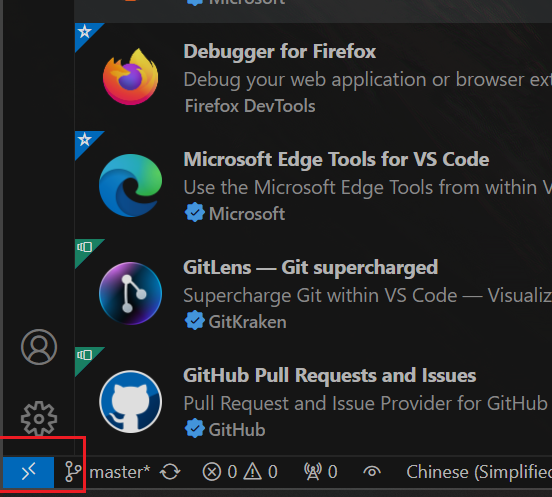 Microsoft
Debugger for Firefox
Debug your web application or browser ext
Firefox DevTools
Microsoft Edge Tools for VS Code
Use the Microsoft Edge Tools from within V
Microsoft
GitLens — Git supercharged
Supercharge Git within VS Code — Visualiz
GitKraken
GitHub Pull Requests and Issues
Pull Request and Issue Provider for GitHub
GitHub
master* 0 0 0 Chinese (Simplified